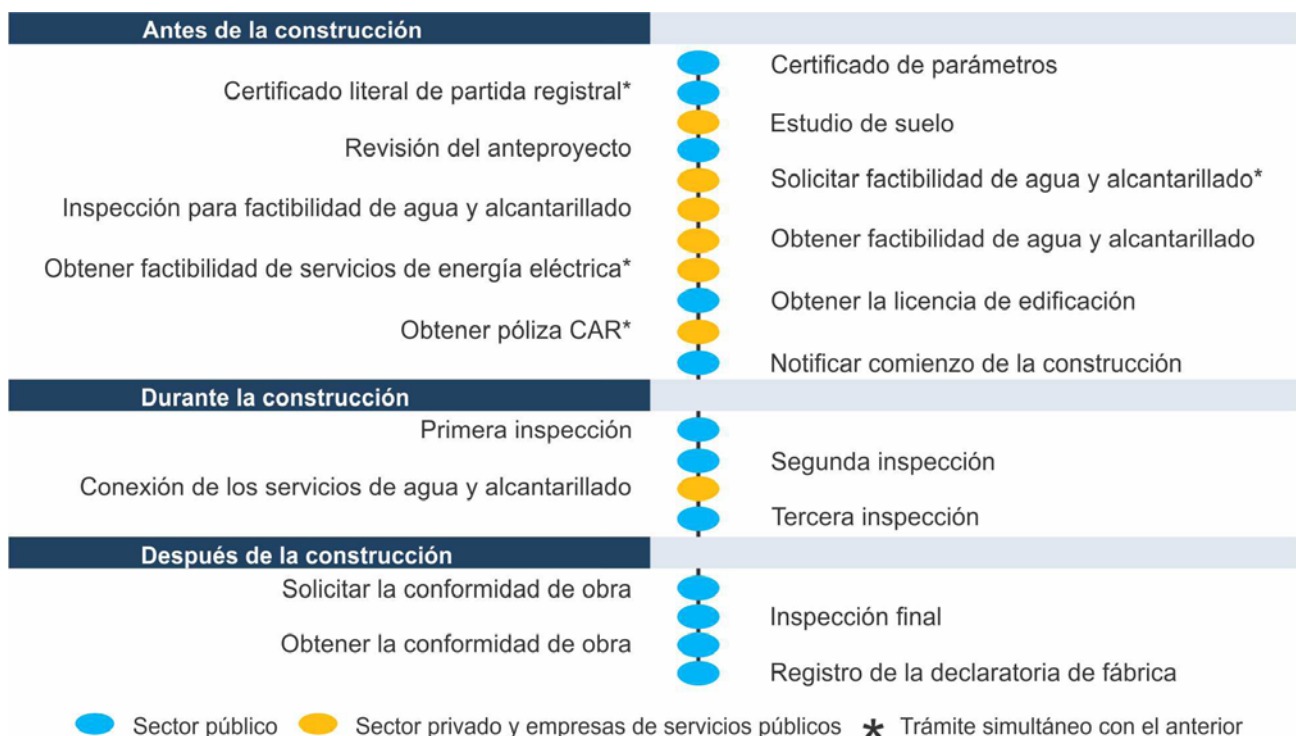 Antes de la construcción
Certificado de parámetros
Certificado literal de partida registral*
Estudio de suelo
Revisión del anteproyecto
Solicitar factibilidad de agua y alcantarillado*
Inspección para factibilidad de agua y alcantarillado
Obtener factibilidad de agua y alcantarillado
Obtener factibilidad de servicios de energía eléctrica*
Obtener la licencia de edificación
Obtener póliza CAR*
Notificar comienzo de la construcción
Durante la construcción
Primera inspección
Segunda inspección
Conexión de los servicios de agua y alcantarillado
Tercera inspección
Después de la construcción
Solicitar la conformidad de obra
Inspección final
Obtener la conformidad de obra
Registro de la declaratoria de fábrica
Sector público Sector privado y empresas de servicios públicos * Trámite simultáneo con el anterior